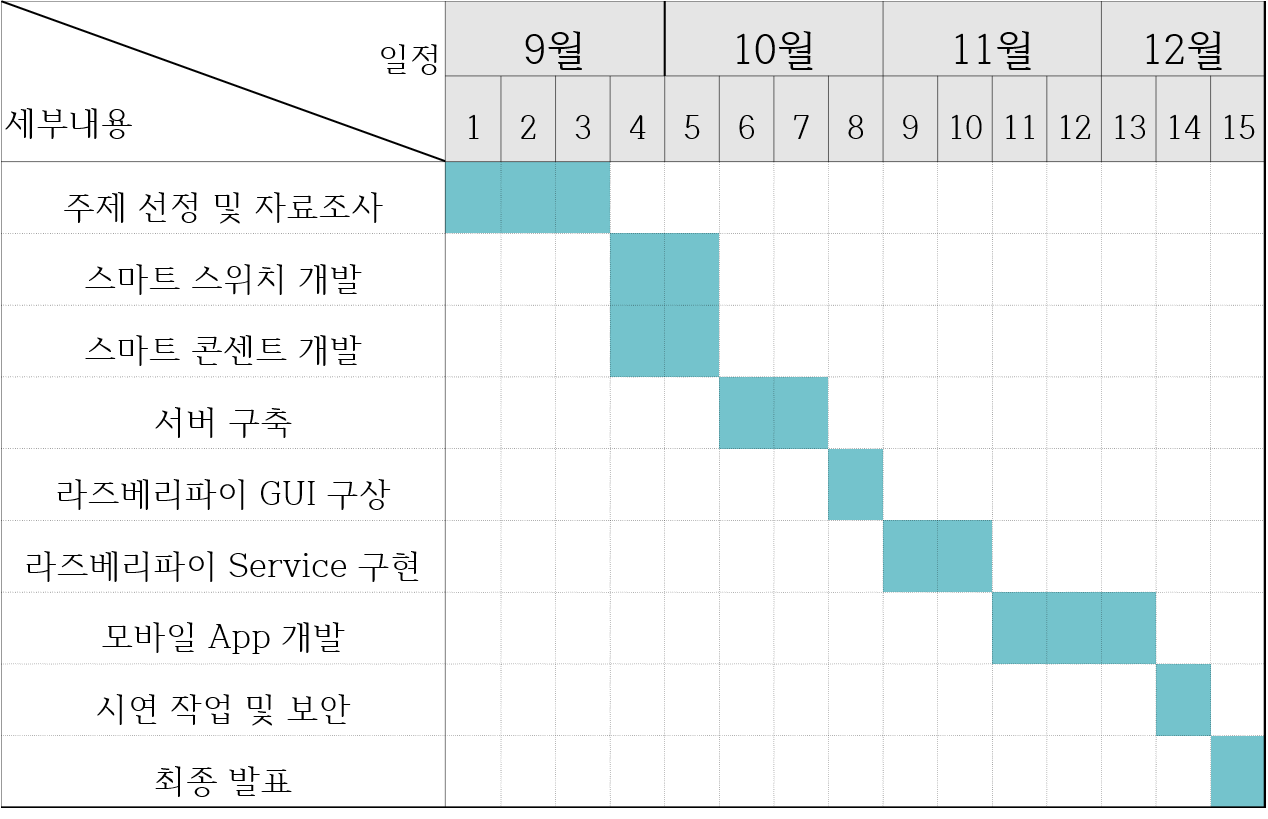 일정
세부내용
9월 10월 11월 12월
1 2 3 4 5 6 7 8 9 10 11 12 13 14 15
주제 선정 및 자료조사
스마트 스위치 개발
스마트 콘센트 개발
서버 구축
라즈베리파이 GUI 구상
라즈베리파이 Service 구현
모바일 App 개발
시연 작업 및 보안
최종 발표